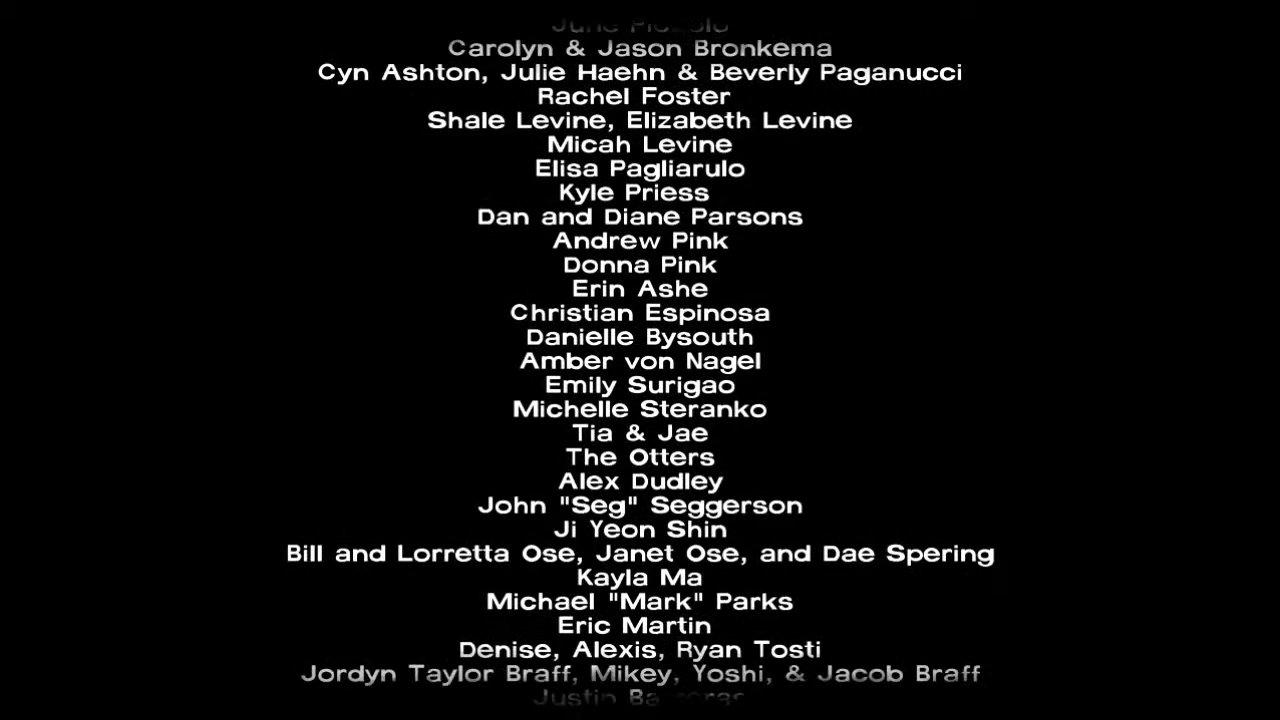 June
Carolyn & Jason Bronkema
Cyn Ashton, Julie Haehn & Beverly Paganucci
Rachel Foster
Shale Levine, Elizabeth Levine
Micah Levine
Elisa Pagliarulo
Kyle Priess
Dan and Diane Parsons
Andrew Pink
Donna Pink
Erin Ashe
Christian Espinosa
Danielle Bysouth
Amber von Nagel
Emily Surigao
Michelle Steranko
Tia & Jae
The Otters
Alex Dudley
John "Seg" Seggerson
Ji Yeon Shin
Bill and Lorretta Ose, Janet Ose, and Dae Spering
Kayla Ma
Michael "Mark" Parks
Eric Martin
Denise, Alexis, Ryan Tosti
Jordyn Taylor Braff, Mikey, Yoshi, & Jacob Braff
Justin